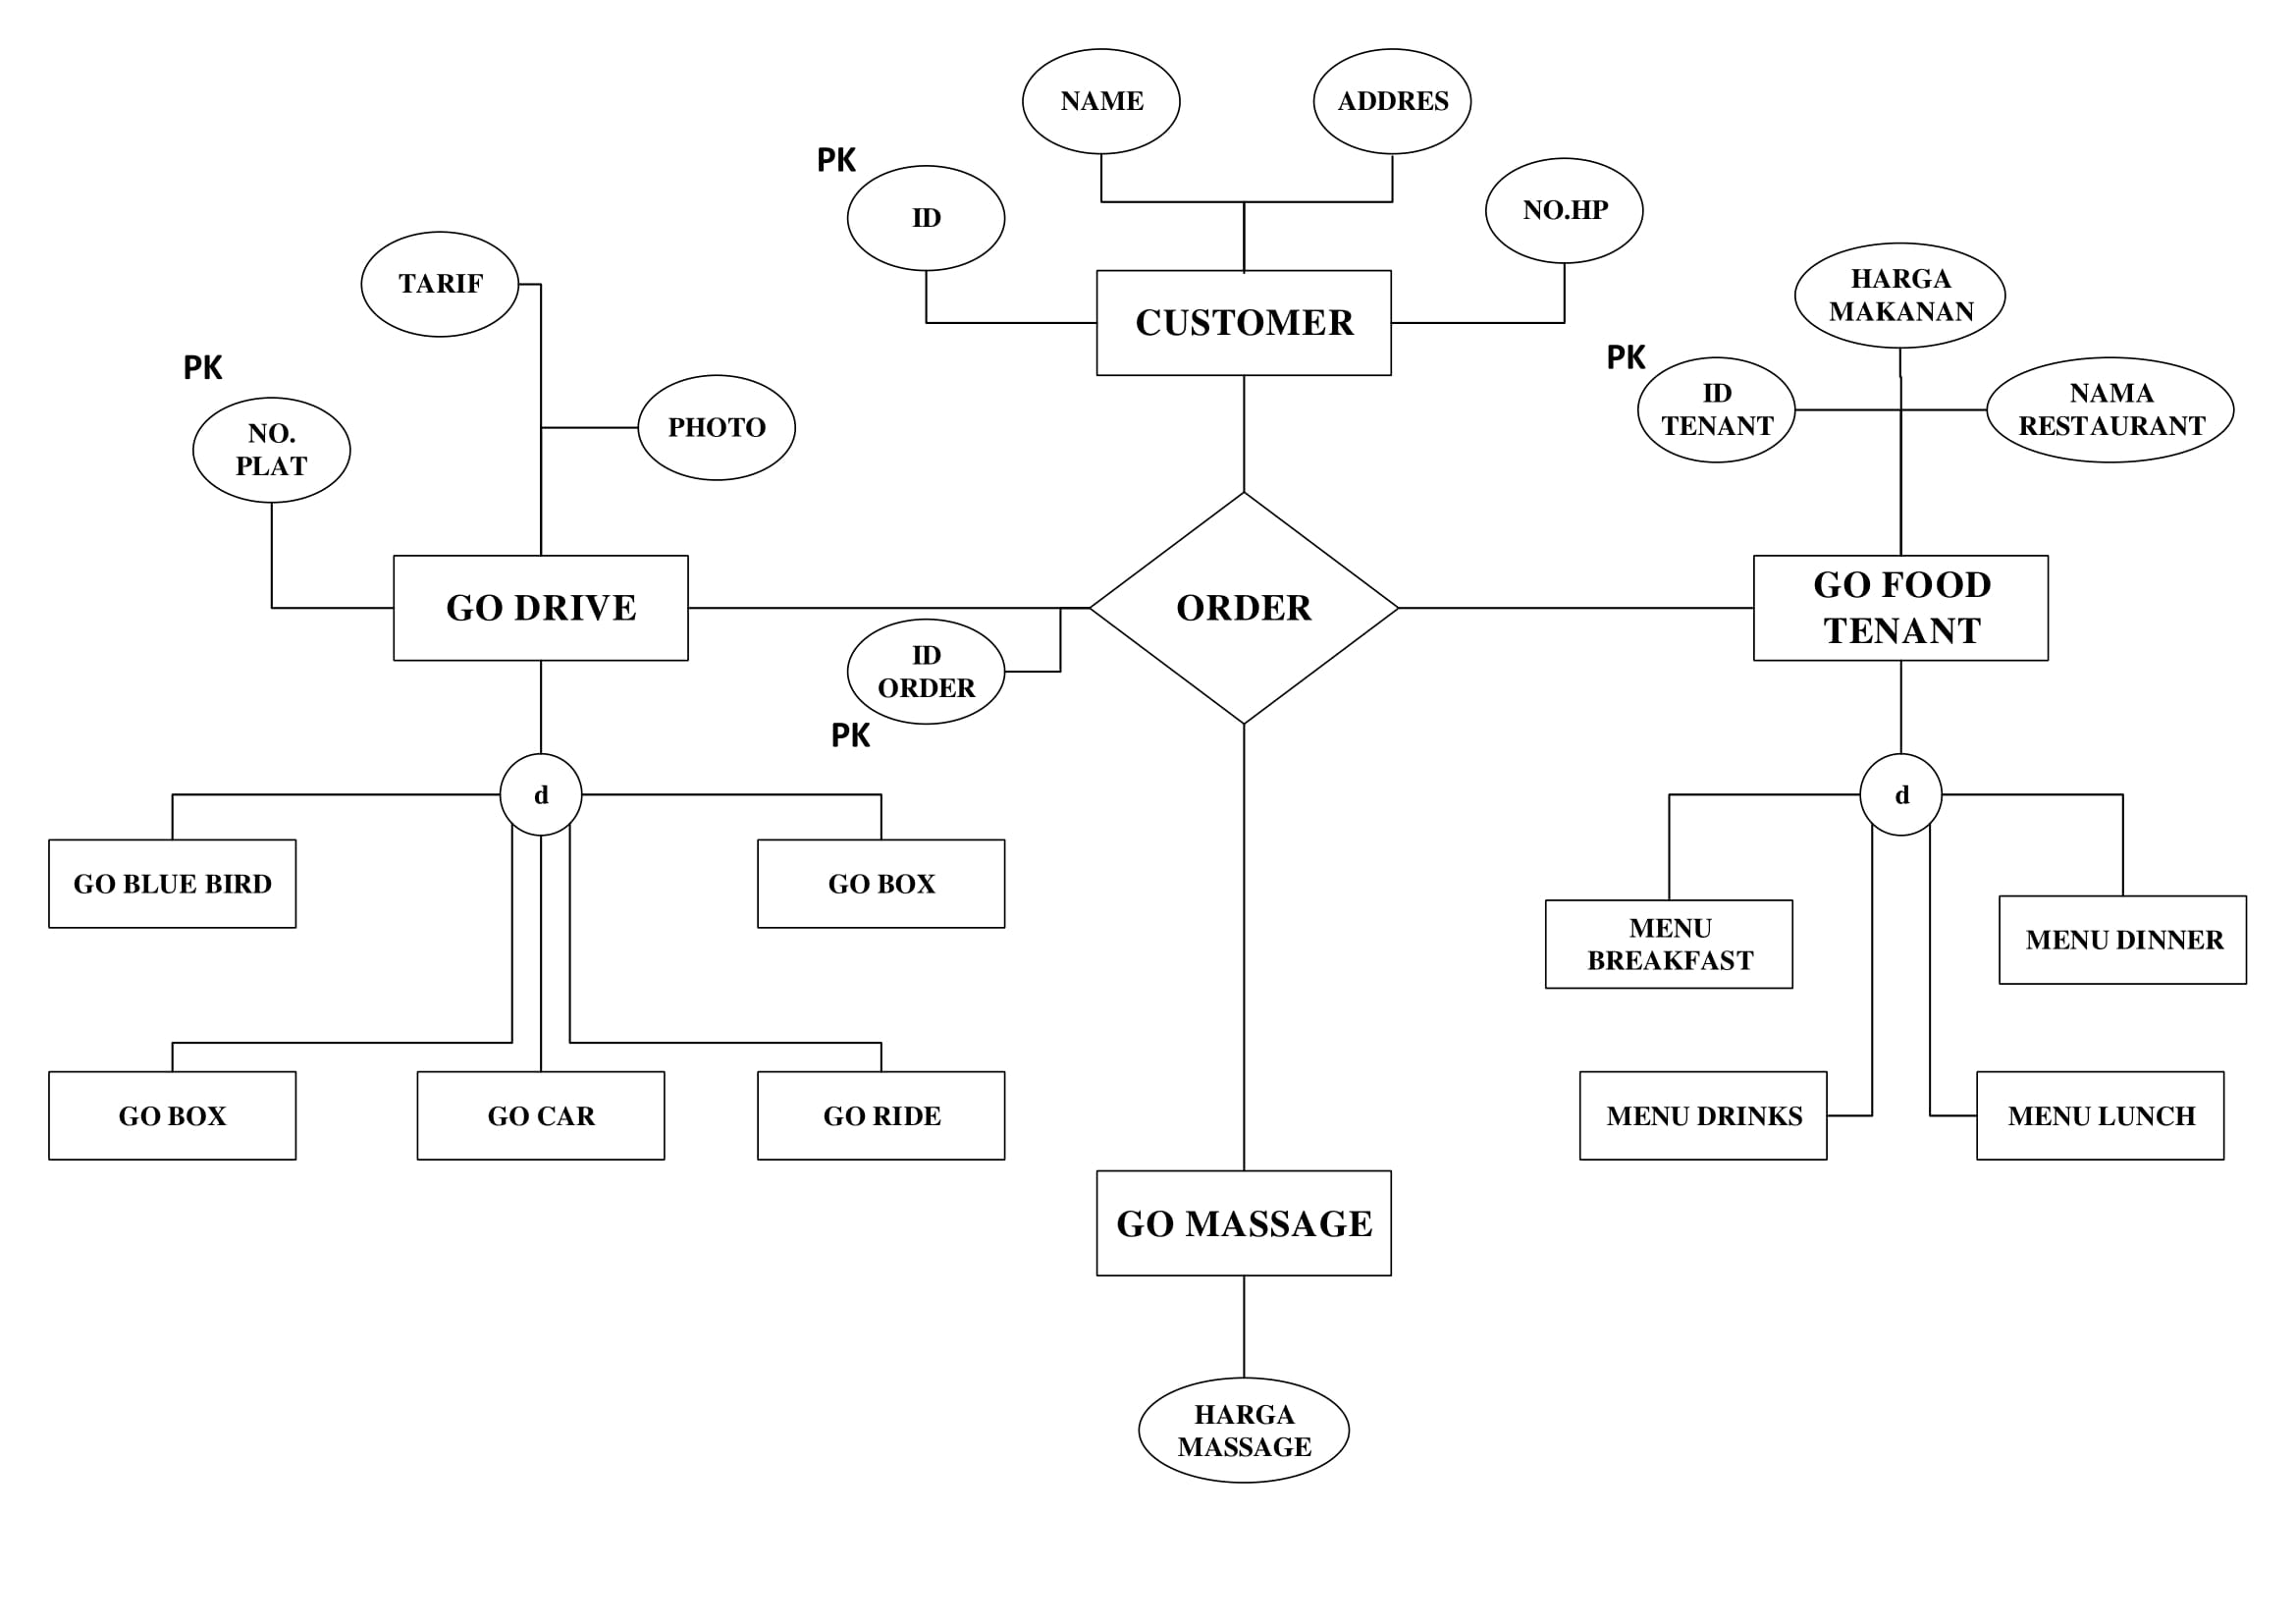 NAME
ADDRES
PK
ID
NO.HP
CUSTOMER
TARIF
PK
NO.
PLAT
PHOTO
HARGA
MAKANAN
PK
ID
TENANT
NAMA
RESTAURANT
GO DRIVE
ORDER
GO FOOD
TENANT
ID
ORDER
PK
d
d
GO BLUE BIRD
GO BOX
MENU
BREAKFAST
MENU DINNER
GO BOX
GO CAR
GO RIDE
MENU DRINKS
MENU LUNCH
GO MASSAGE
HARGA
MASSAGE